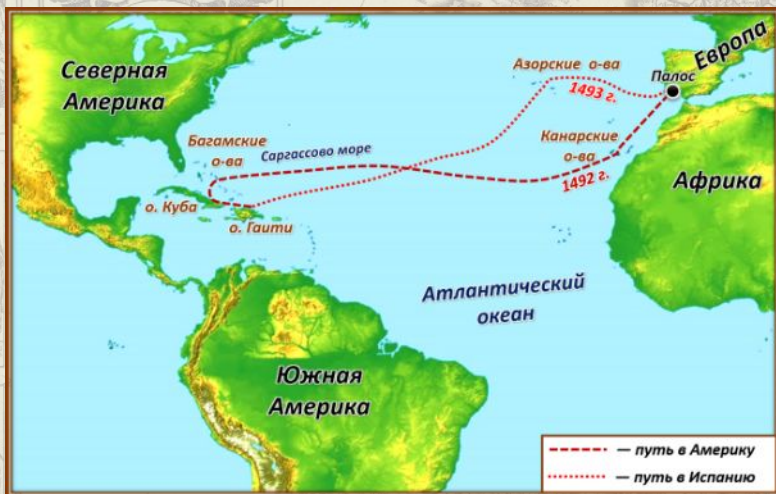 Северная
Америка
Азорские о-ва
Палос
Европа
1493 г.
Багамские
о-ва
Саргассово море
Канарские
о-ва
1492 г.
Африка
о. Куба
о. Гаити
Атлантический
океан
Южная
Америка
— путь в Америку
— путь в Испанию